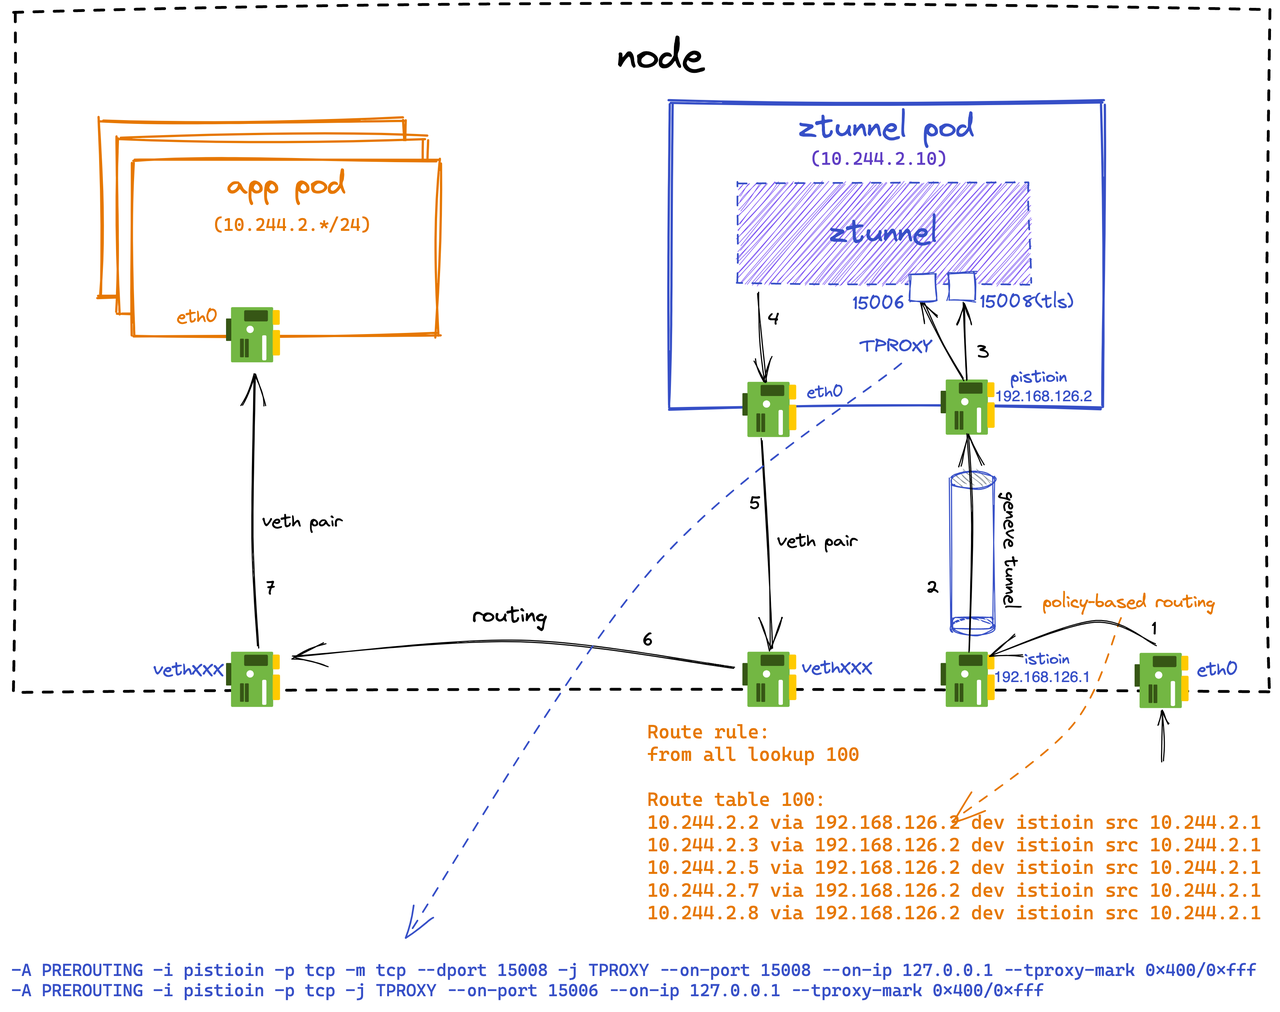 node
ztunnel pod
(10.244.2.10)
app pod
(10.244.2.*/24)
ztunnel
eth0
15006
15008(tls)
4
TPROXY
3
pistioin
192.168.126.2
eth0
5
veth pair
veth pair
geneve tunnel
2
7
policy-based routing
routing
6
1
vethXXX
vethXXX
istioin
192.168.126.1
eth0
Route rule:
from all lookup 100
Route table 100:
10.244.2.2 via 192.168.126.2 dev istioin src 10.244.2.1
10.244.2.3 via 192.168.126.2 dev istioin src 10.244.2.1
10.244.2.5 via 192.168.126.2 dev istioin src 10.244.2.1
10.244.2.7 via 192.168.126.2 dev istioin src 10.244.2.1
10.244.2.8 via 192.168.126.2 dev istioin src 10.244.2.1
-A PREROUTING -i pistioin -p tcp -m tcp --dport 15008 -j TPROXY --on-port 15008 --on-ip 127.0.0.1 --tproxy-mark 0×400/0×fff
-A PREROUTING -i pistioin -p tcp -j TPROXY --on-port 15006 --on-ip 127.0.0.1 --tproxy-mark 0×400/0×fff